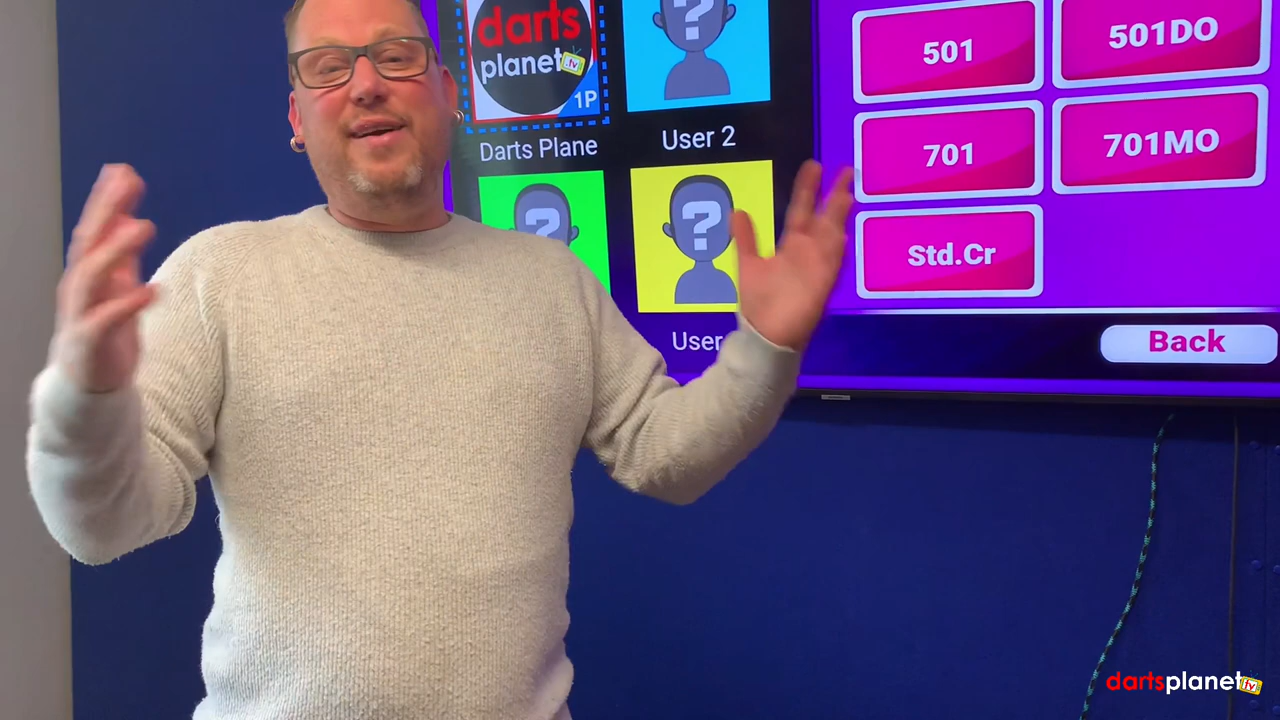 darts
planet.tv
1P
Darts Plane
User 2
User
501
501DO
701
701MO
Std.Cr
Back
dartsplanet.tv